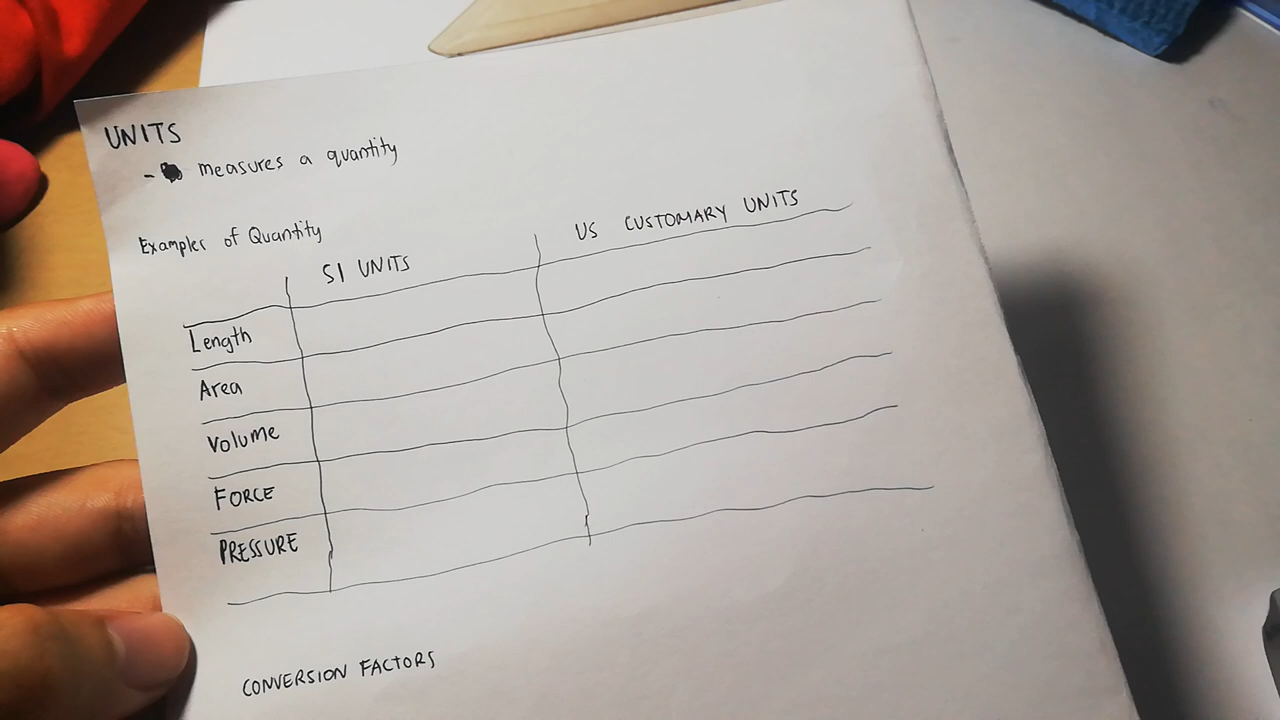 UNITS
- measures a quantity
Examples of Quantity
SI UNITS
US CUSTOMARY UNITS
Length
Area
Volume
FORCE
PRESSURE
CONVERSION FACTORS